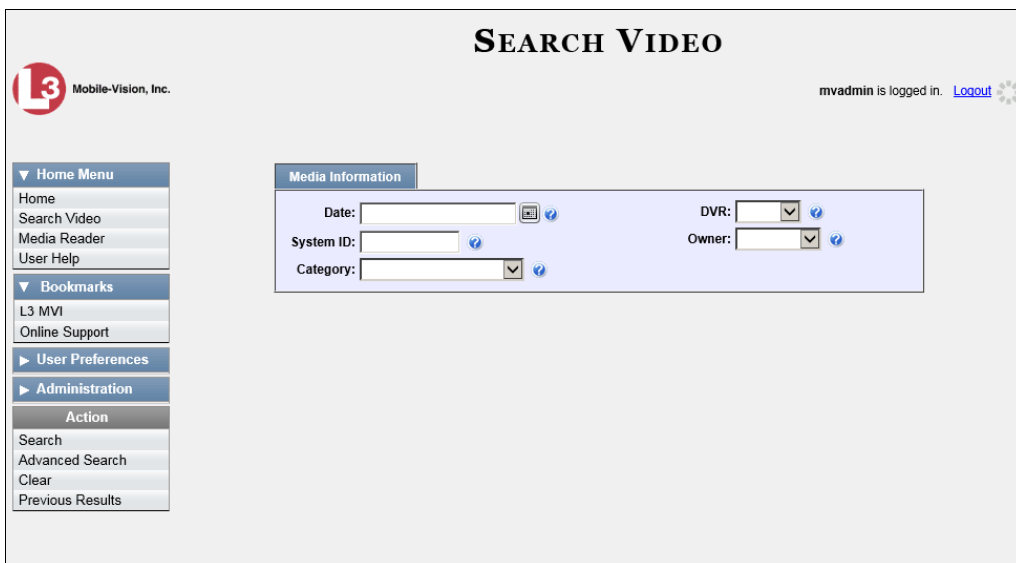 SEARCH VIDEO
L3 Mobile-Vision, Inc.
mvadmin is logged in. Logout
Home Menu
Home
Search Video
Media Reader
User Help
Bookmarks
L3 MVI
Online Support
User Preferences
Administration
Action
Search
Advanced Search
Clear
Previous Results
Media Information
Date:
DVR:
System ID:
Owner:
Category: